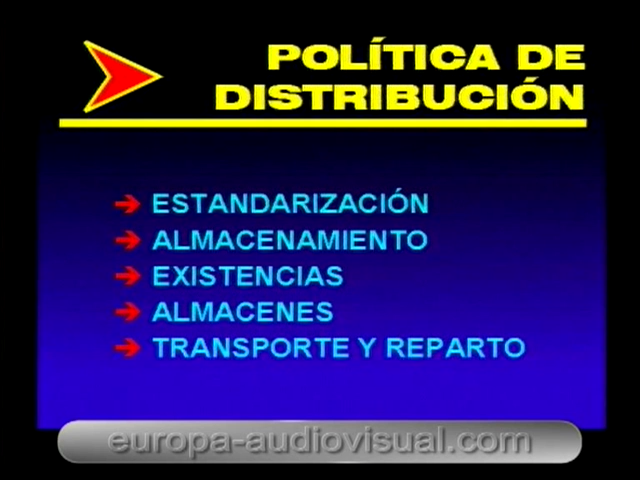 POLÍTICA DE
DISTRIBUCIÓN
ESTANDARIZACIÓN
ALMACENAMIENTO
EXISTENCIAS
ALMACENES
TRANSPORTE Y REPARTO
europa-audiovisual.com